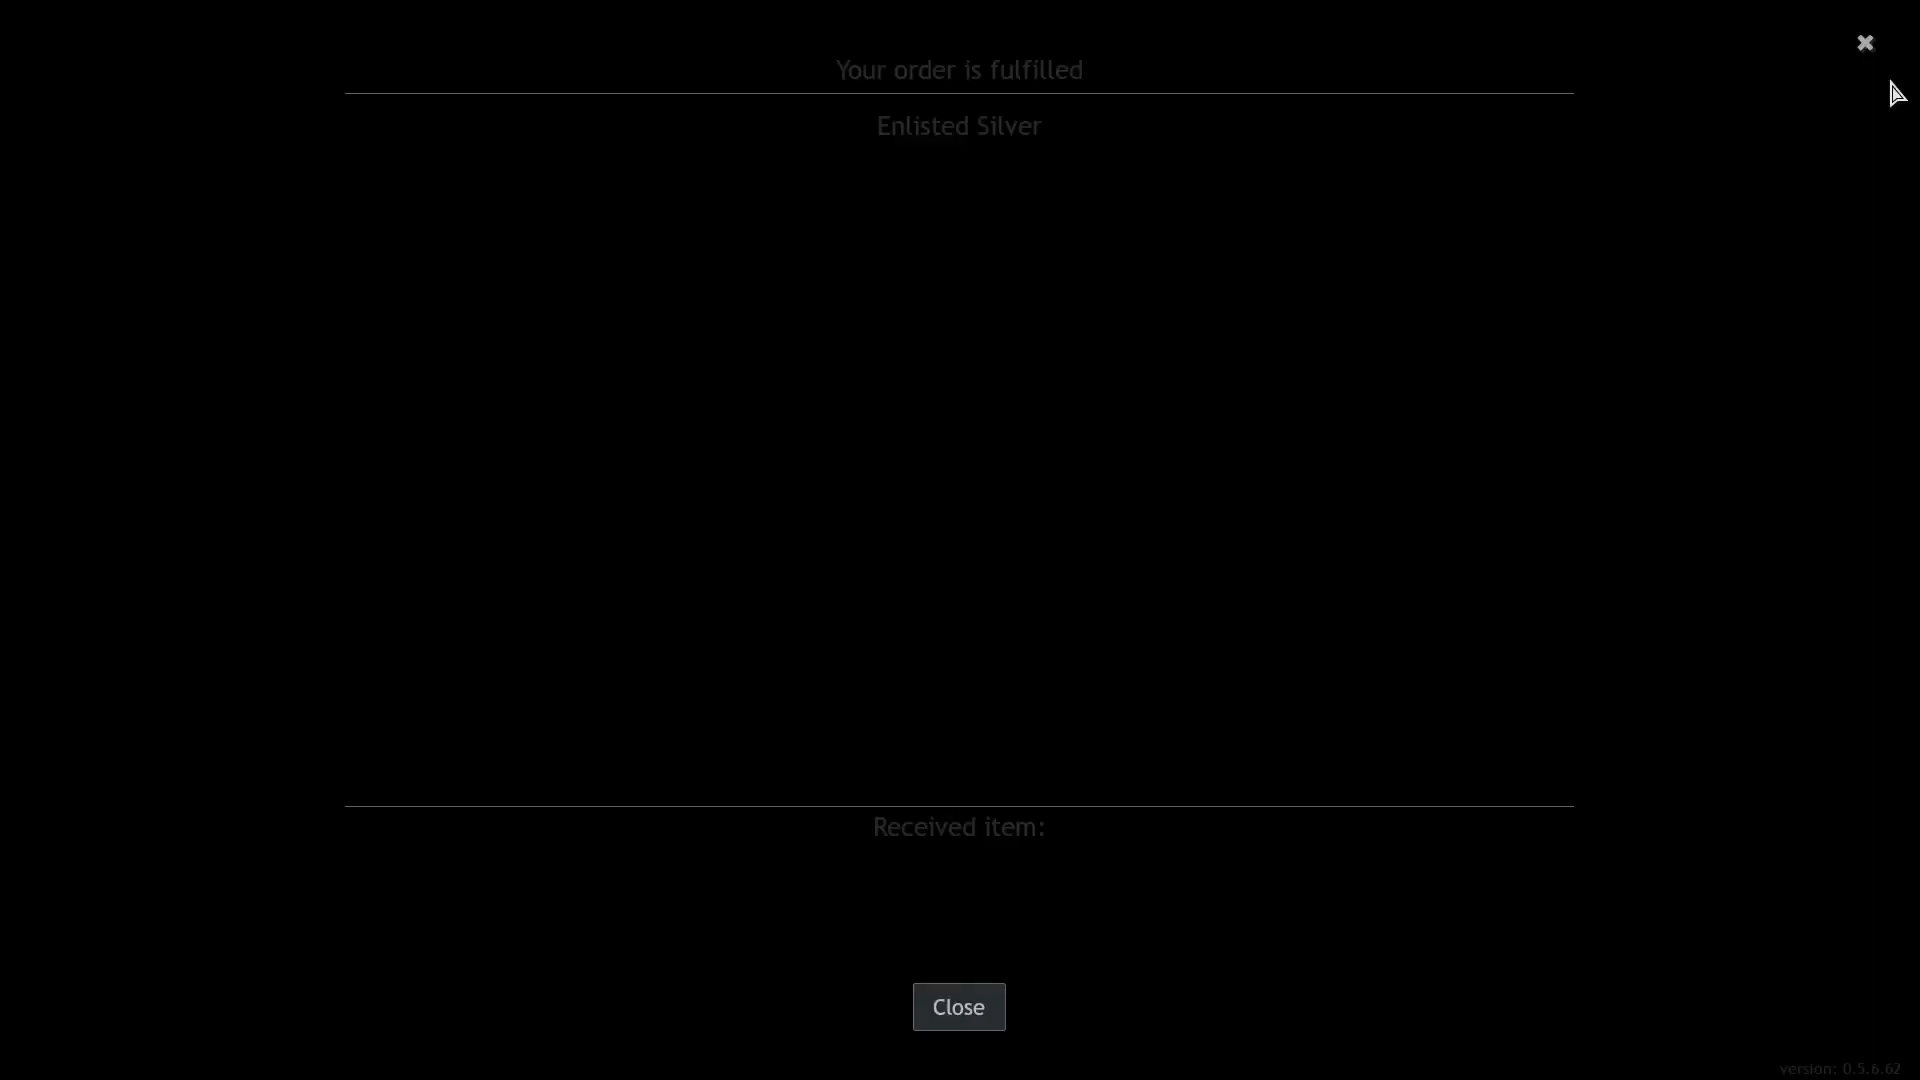 Your order is fulfilled
Enlisted Silver
Received item:
Close
version: 0.5.6.62